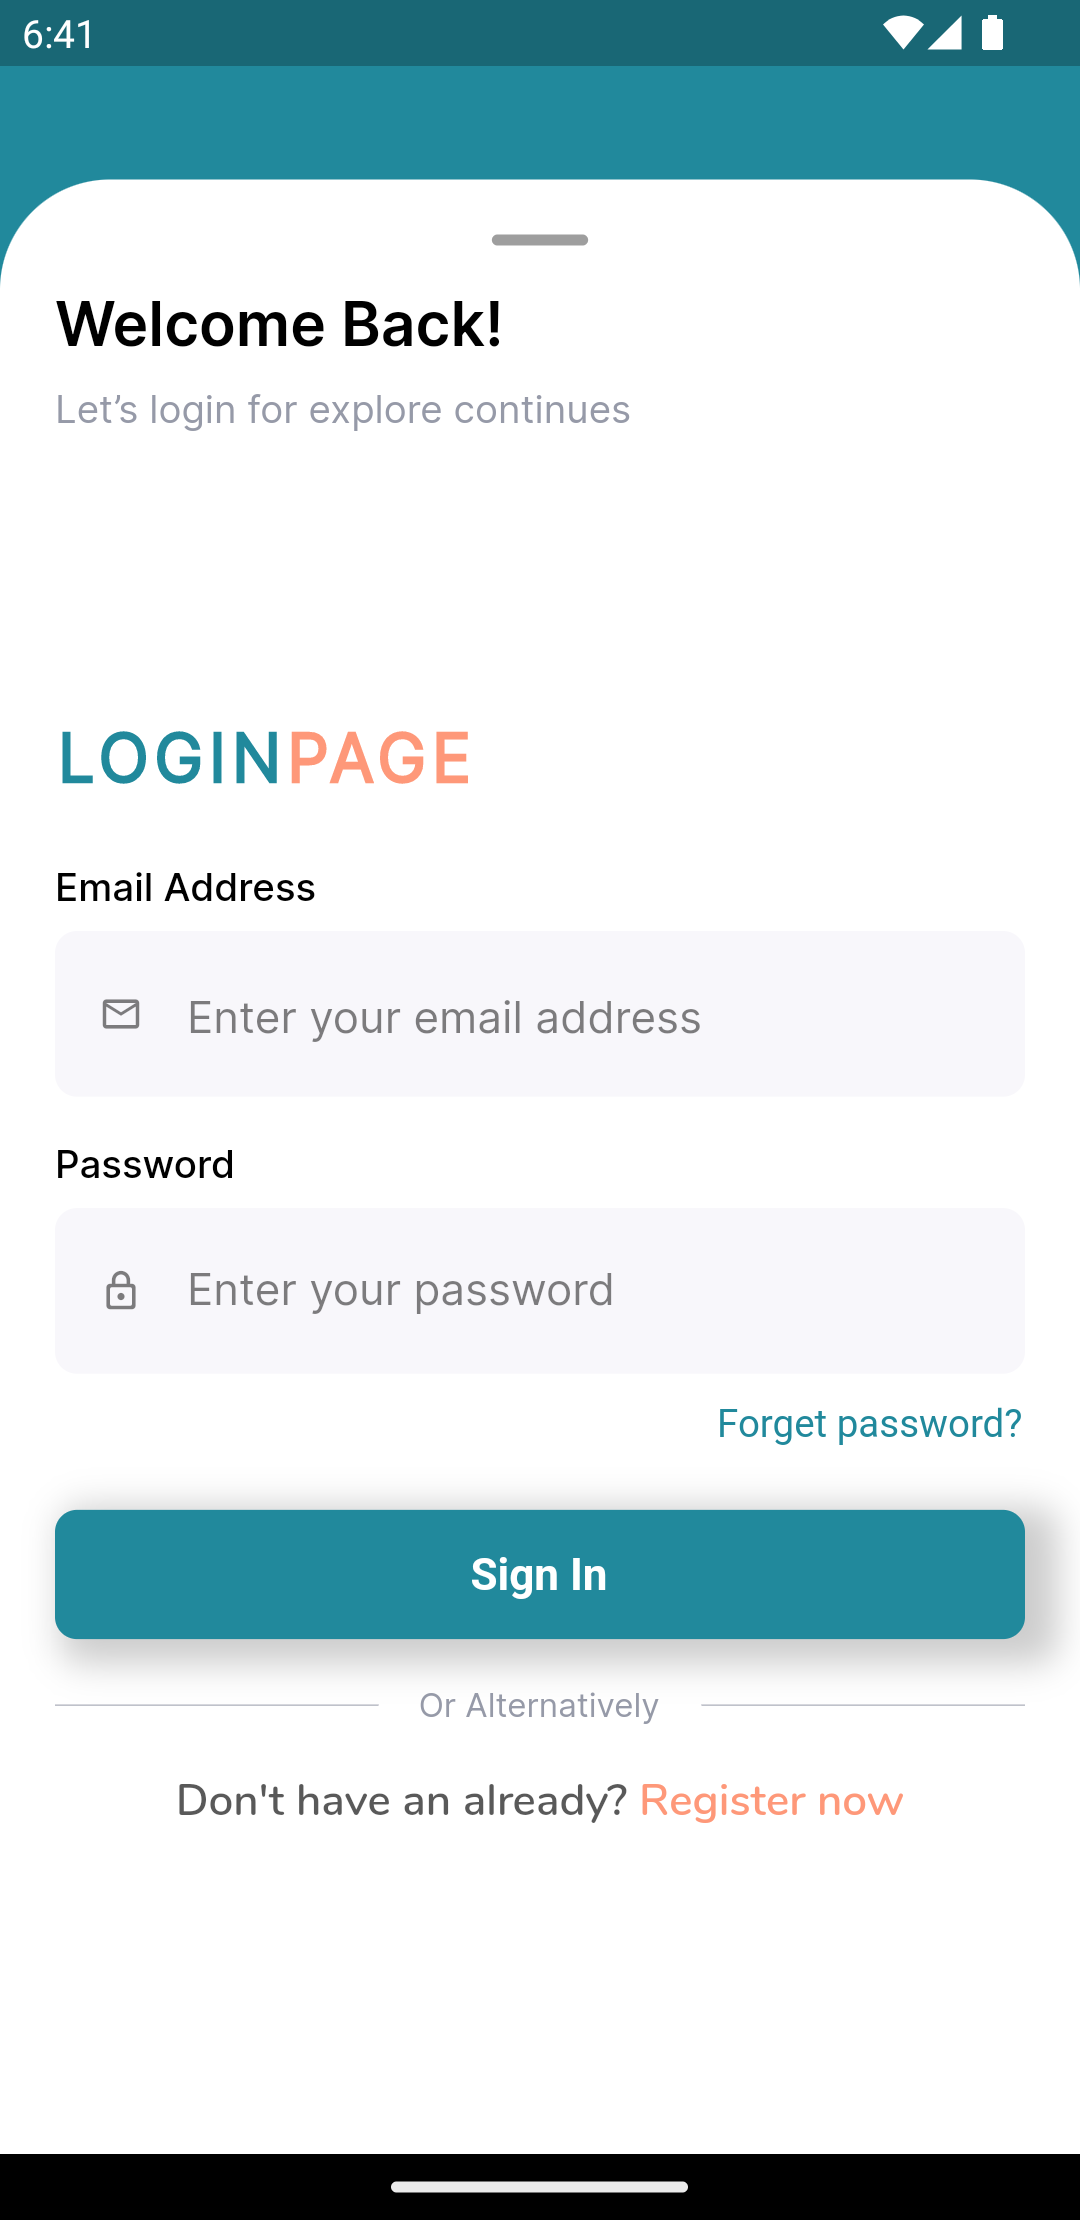 6:41
Welcome Back!
Let’s login for explore continues
LOGINPAGE
Email Address
Enter your email address
Password
Enter your password
Forget password?
Sign In
Or Alternatively
Don't have an already? Register now